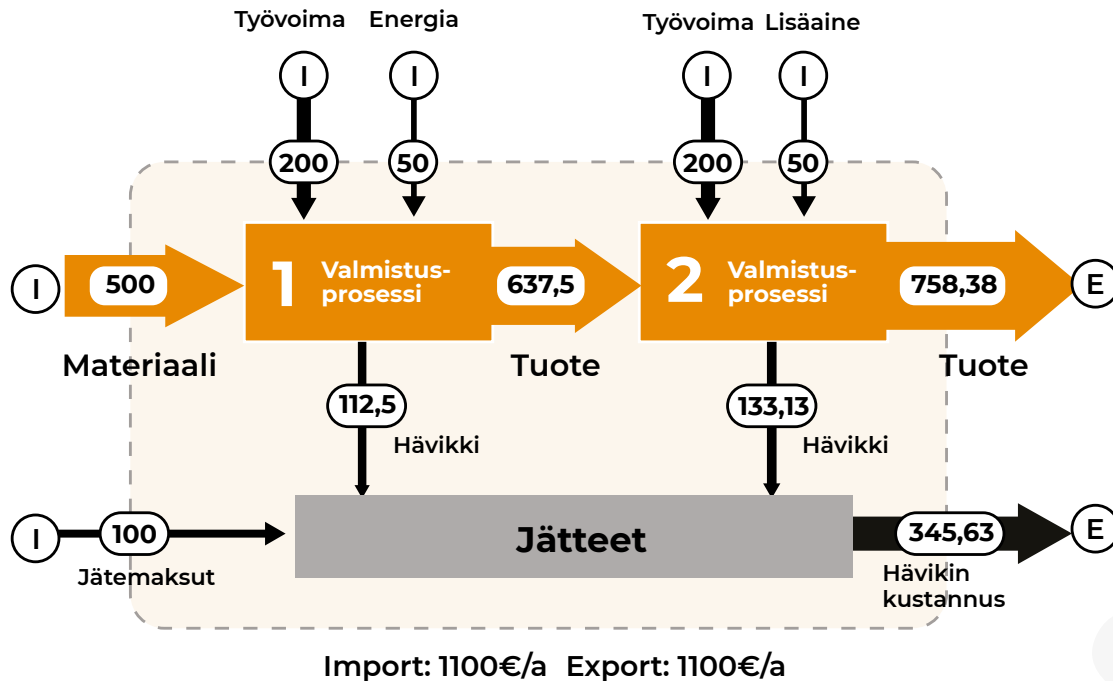 Työvoima
Energia
Työvoima
Lisäaine
I
I
I
I
200
50
200
50
I
500
1
Valmistus-
prosessi
637,5
2
Valmistus-
prosessi
758,38
E
Materiaali
Tuote
Tuote
112,5
133,13
Hävikki
Hävikki
I
100
Jätteet
345,63
E
Jätemaksut
Hävikin
kustannus
Import: 1100€/a Export: 1100€/a